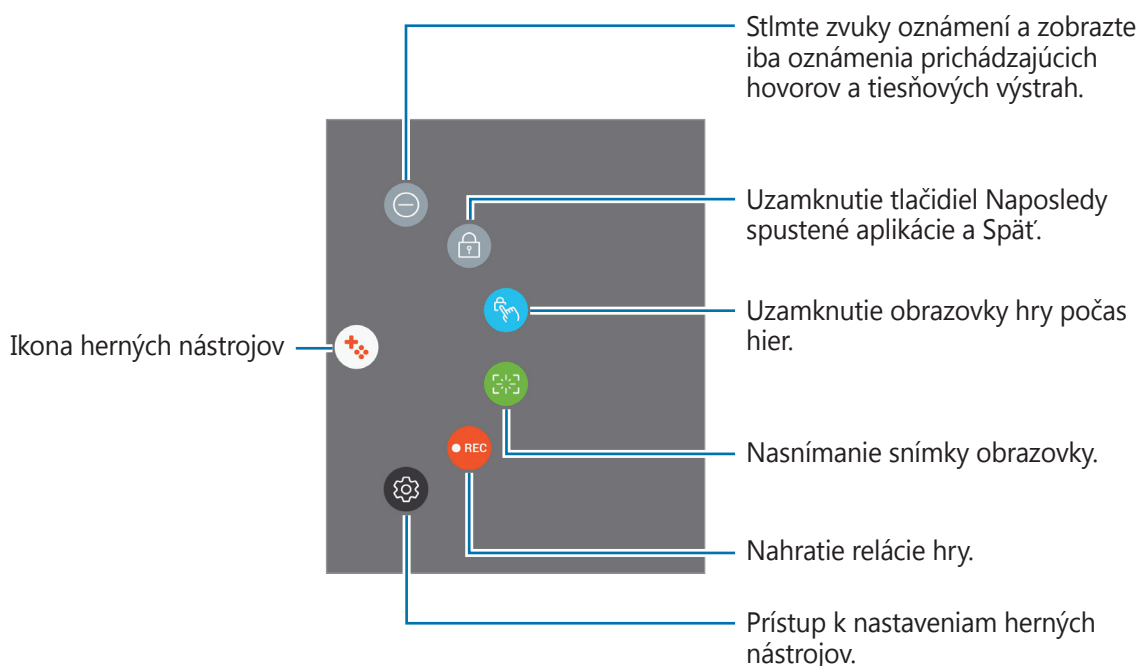 Stlmte zvuky oznámení a zobrazte
iba oznámenia prichádzajúcich
hovorov a tiesňových výstrah.
Uzamknutie tlačidiel Naposledy
spustené aplikácie a Späť.
Uzamknutie obrazovky hry počas
hier.
Ikona herných nástrojov
Nasnímanie snímky obrazovky.
REC
Nahratie relácie hry.
Prístup k nastaveniam herných
nástrojov.